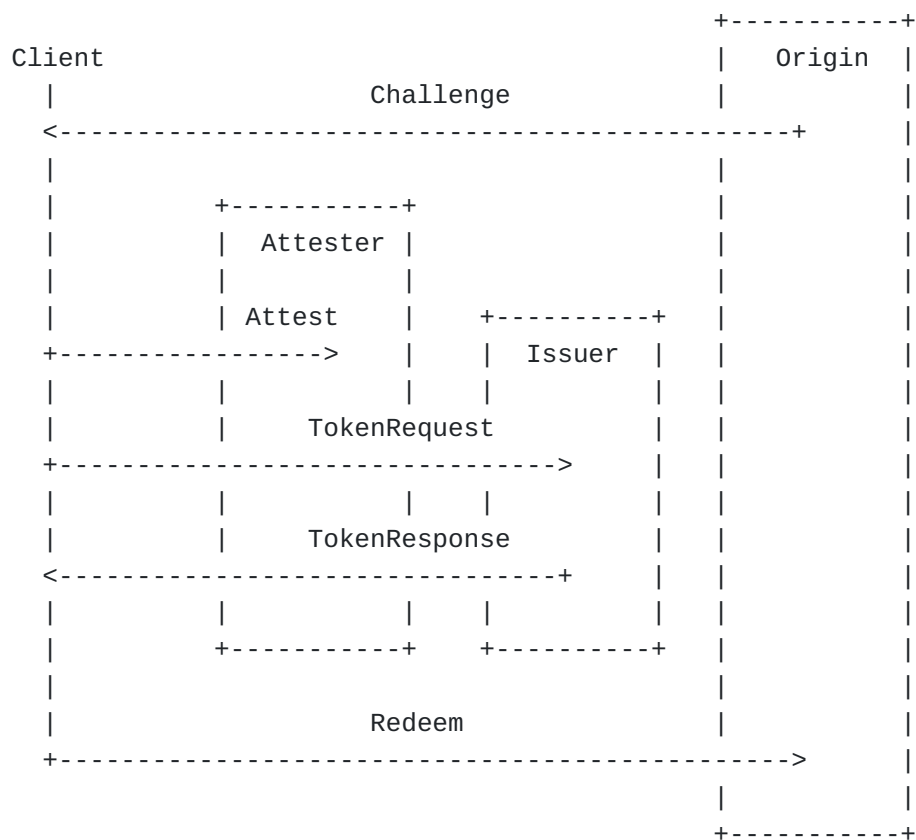 Client
Origin
Challenge
Attester
Attest
Issuer
TokenRequest
TokenResponse
Redeem